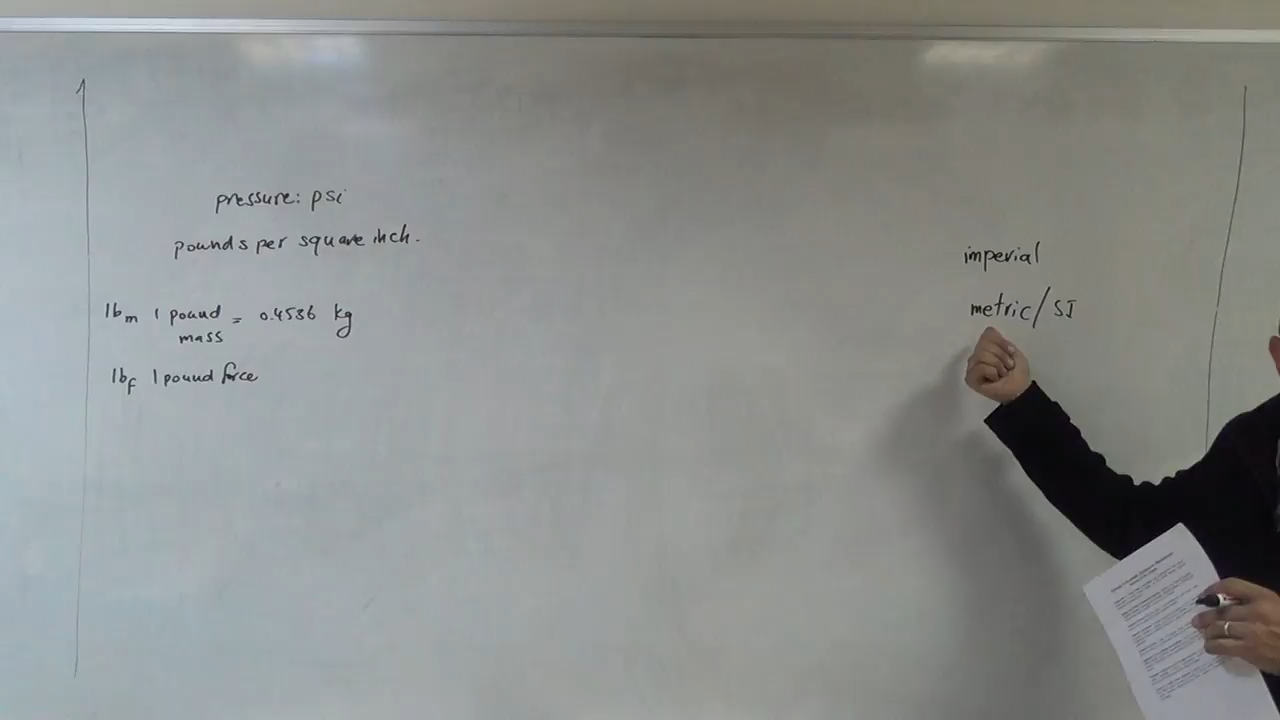 pressure: psi
pounds per square inch.
lbm 1 pound = 0.4536 kg
mass
lbf 1 pound force
imperial
metric/SI